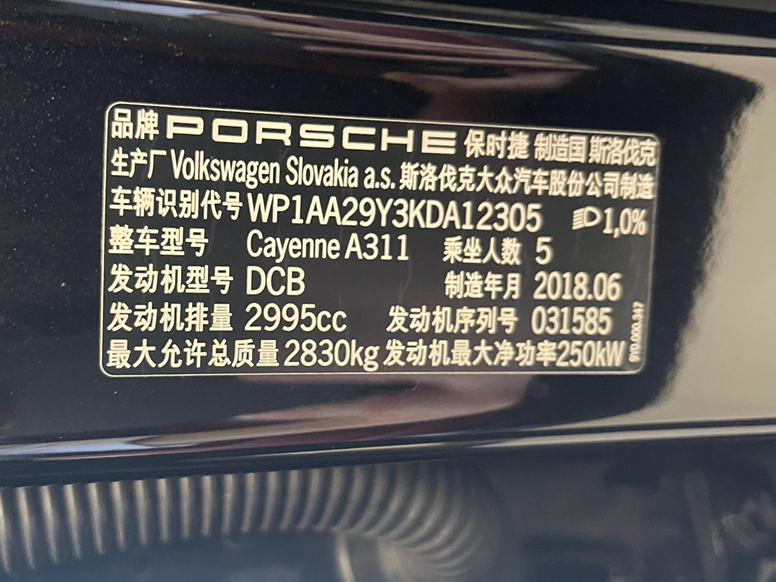 品牌 PORSCHE 保时捷 制造国 斯洛伐克
生产厂 Volkswagen Slovakia a.s. 斯洛伐克大众汽车股份公司制造
车辆识别代号 WP1AA29Y3KDA12305 1,0%
整车型号 Cayenne A311 乘坐人数 5
发动机型号 DCB 制造年月 2018.06
发动机排量 2995cc 发动机序列号 031585
最大允许总质量 2830kg 发动机最大净功率 250kW
9Y0.000.347